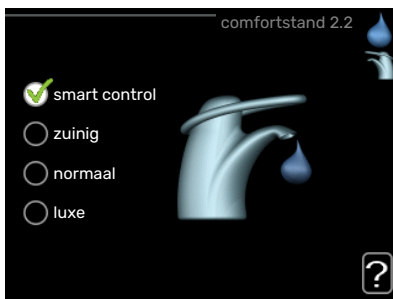 comfortstand 2.2
smart control
zuinig
normaal
luxe
?